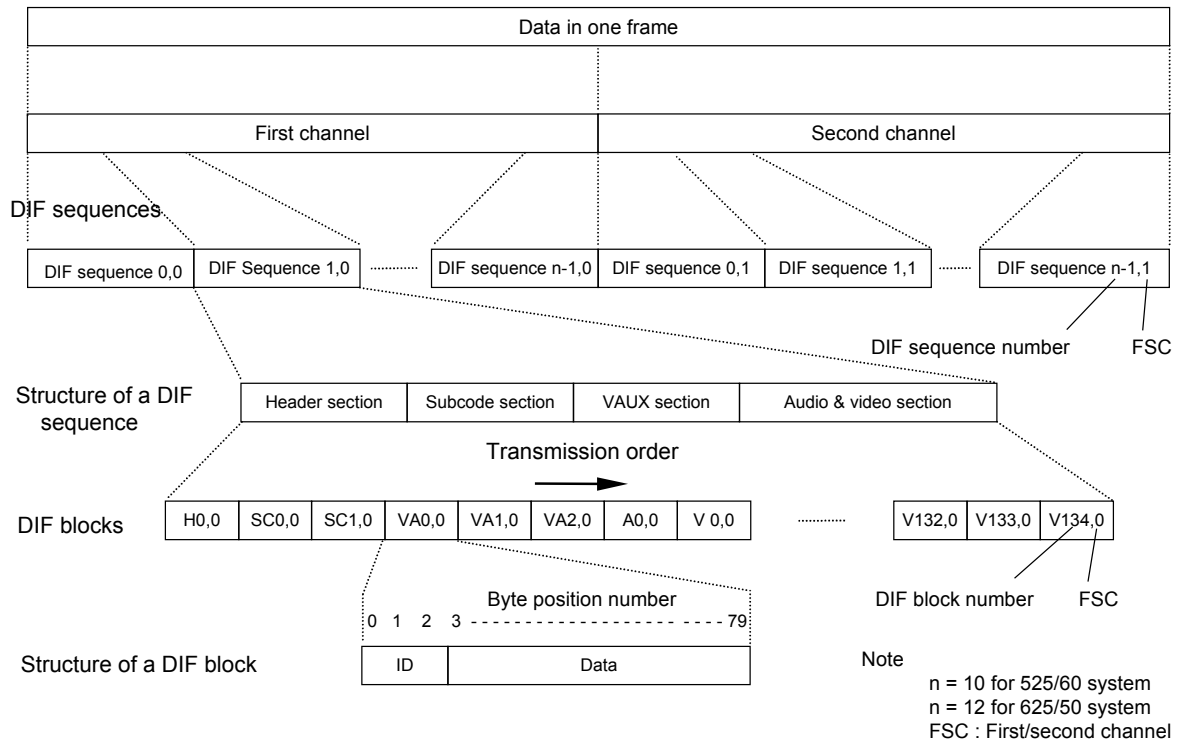 Data in one frame
First channel Second channel
DIF sequences
DIF sequence 0,0 DIF Sequence 1,0 DIF sequence n-1,0 DIF sequence 0,1 DIF sequence 1,1 DIF sequence n-1,1
DIF sequence number FSC
Structure of a DIF
sequence
Header section Subcode section VAUX section Audio & video section
Transmission order
DIF blocks
H0,0 SC0,0 SC1,0 VA0,0 VA1,0 VA2,0 A0,0 V 0,0 V132,0 V133,0 V134,0
DIF block number FSC
Byte position number
0 1 2 3 - - - - - - - - - - - - - - - - - - - - - - - - 79
Structure of a DIF block
ID Data
Note
n = 10 for 525/60 system
n = 12 for 625/50 system
FSC : First/second channel